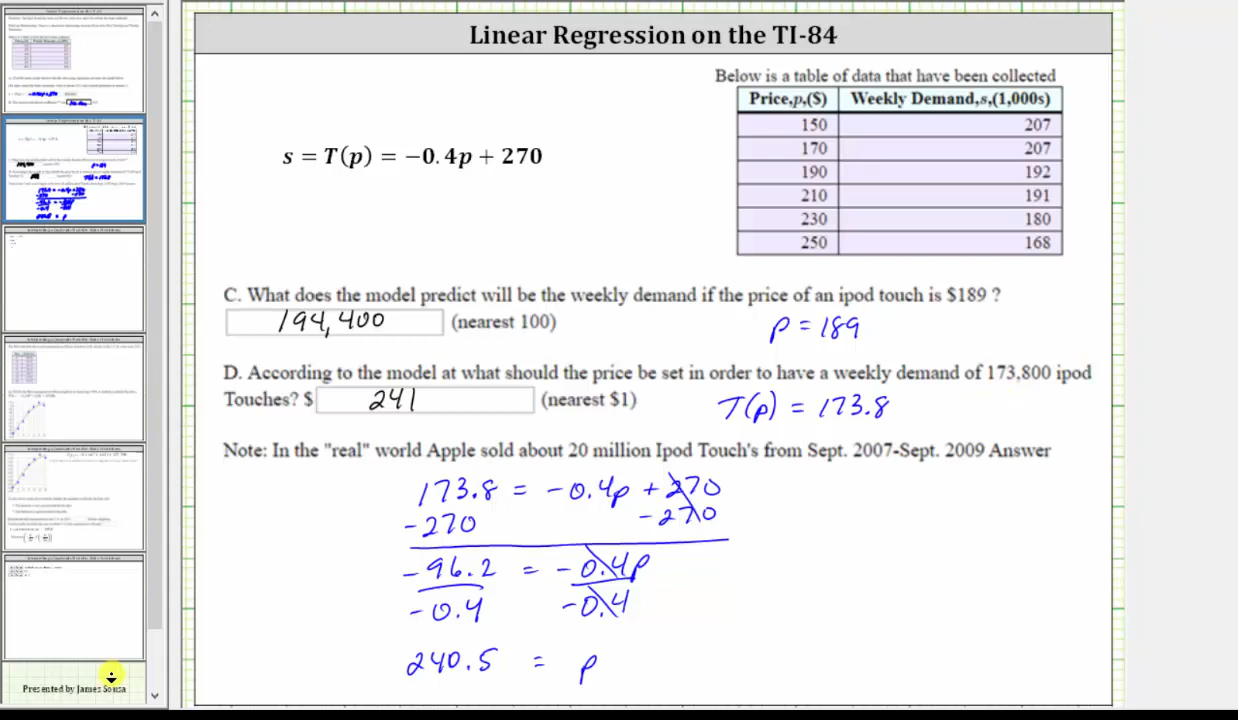 Linear Regression on the TI-84
Below is a table of data that have been collected
Price,p,($) Weekly Demand,s,(1,000s)
150 207
170 207
190 192
210 191
230 180
250 168
s = T(p) = −0.4p + 270
C. What does the model predict will be the weekly demand if the price of an ipod touch is $189 ?
194,400 (nearest 100)
p = 189
D. According to the model at what should the price be set in order to have a weekly demand of 173,800 ipod
Touches? $ 241 (nearest $1)
T(p) = 173.8
Note: In the "real" world Apple sold about 20 million Ipod Touch's from Sept. 2007-Sept. 2009 Answer
173.8 = -0.4p + 270
-270 -270
-96.2 = -0.4p
-0.4 -0.4
240.5 = p
Presented by James Sousa